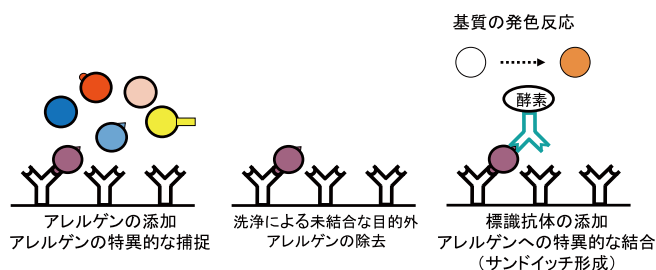 基質の発色反応
酵素
アレルゲンの添加
アレルゲンの特異的な捕捉
洗浄による未結合な目的外
アレルゲンの除去
標識抗体の添加
アレルゲンへの特異的な結合
（サンドイッチ形成）